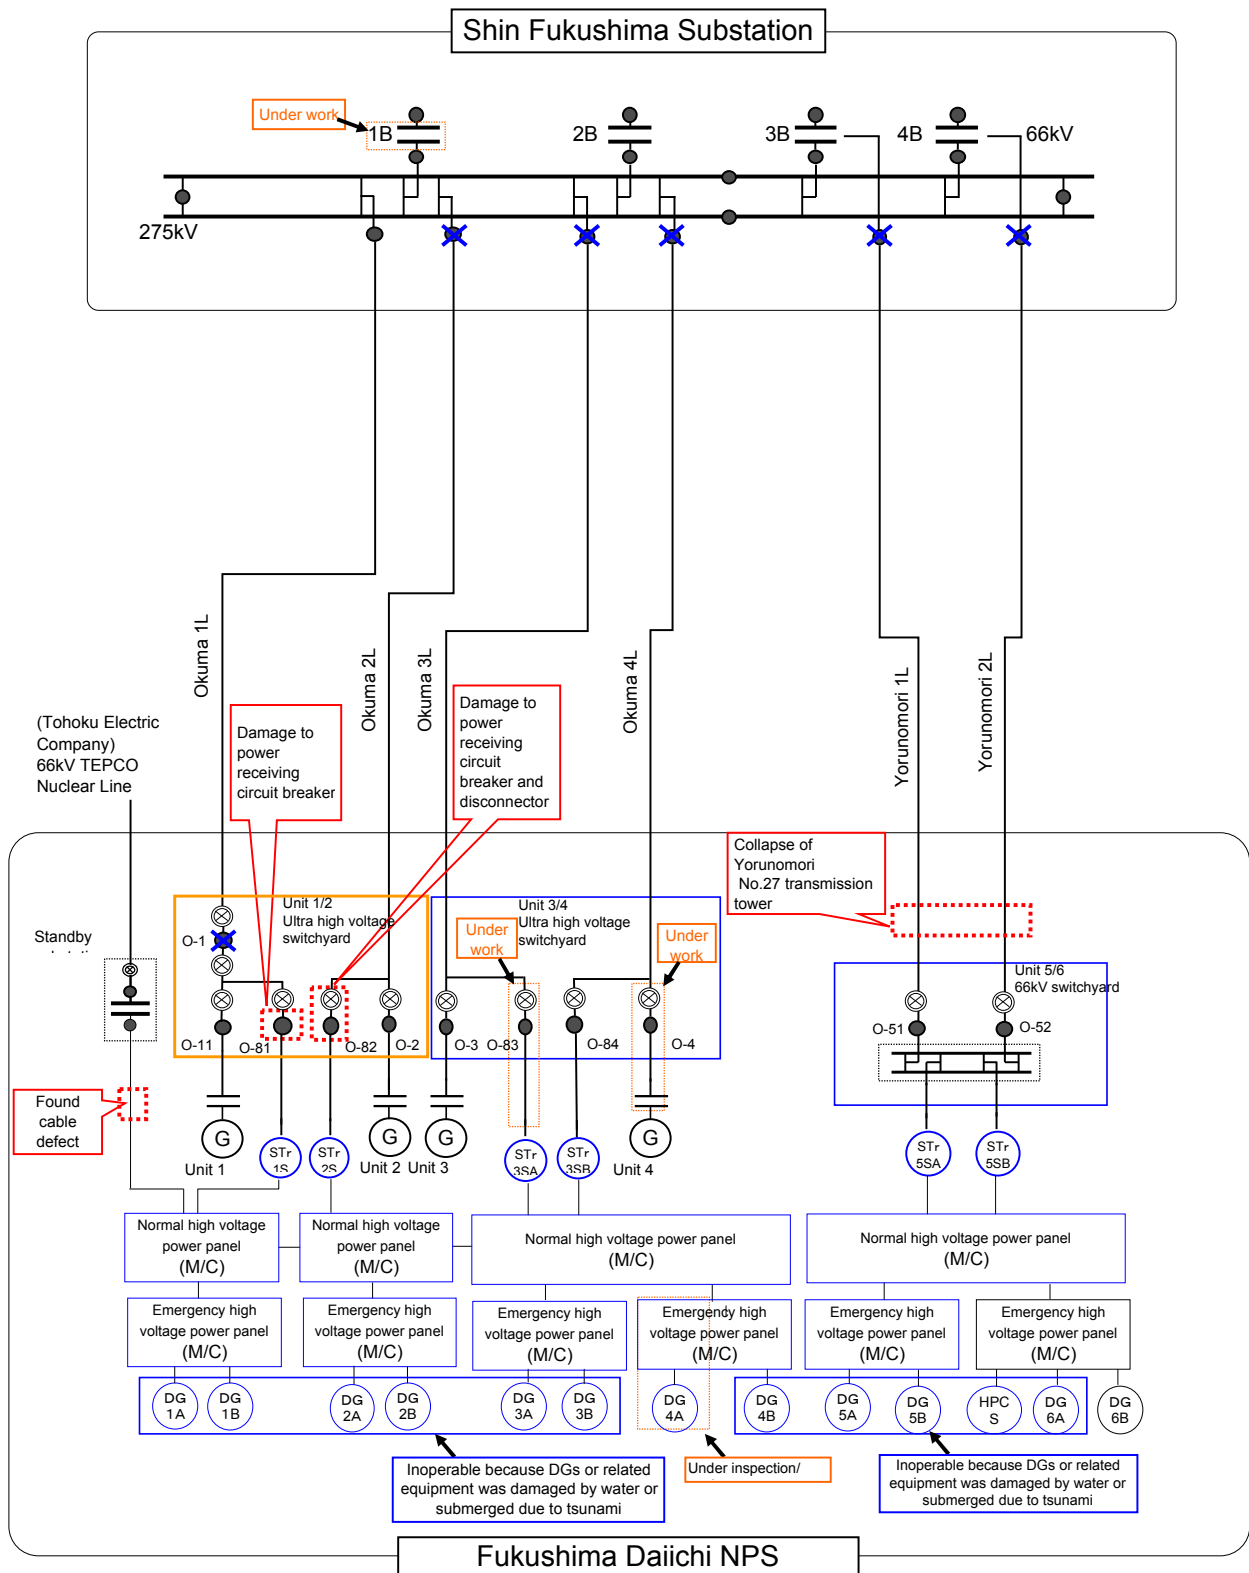 Shin Fukushima Substation
Under work
1B
2B
3B
4B
66kV
275kV
Okuma 1L
Okuma 2L
Okuma 3L
Okuma 4L
Yorunomori 1L
Yorunomori 2L
(Tohoku Electric
Company)
66kV TEPCO
Nuclear Line
Damage to
power
receiving
circuit breaker
Damage to
power
receiving
circuit
breaker and
disconnector
Collapse of
Yorunomori
No.27 transmission
tower
Standby
Unit 1/2
Ultra high voltage
switchyard
Unit 3/4
Ultra high voltage
switchyard
Under
work
Under
work
Unit 5/6
66kV switchyard
O-1
O-11
O-81
O-82
O-2
O-3
O-83
O-84
O-4
O-51
O-52
Found
cable
defect
G
Unit 1
STr
1S
STr
2S
G
Unit 2
G
Unit 3
STr
3SA
STr
3SB
G
Unit 4
STr
5SA
STr
5SB
Normal high voltage
power panel
(M/C)
Normal high voltage
power panel
(M/C)
Normal high voltage power panel
(M/C)
Normal high voltage power panel
(M/C)
Emergency high
voltage power panel
(M/C)
Emergency high
voltage power panel
(M/C)
Emergency high
voltage power panel
(M/C)
Emergency high
voltage power panel
(M/C)
Emergency high
voltage power panel
(M/C)
Emergency high
voltage power panel
(M/C)
DG
1A
DG
1B
DG
2A
DG
2B
DG
3A
DG
3B
DG
4A
DG
4B
DG
5A
DG
5B
HPC
S
DG
6A
DG
6B
Inoperable because DGs or related
equipment was damaged by water or
submerged due to tsunami
Under inspection/
Inoperable because DGs or related
equipment was damaged by water or
submerged due to tsunami
Fukushima Daiichi NPS